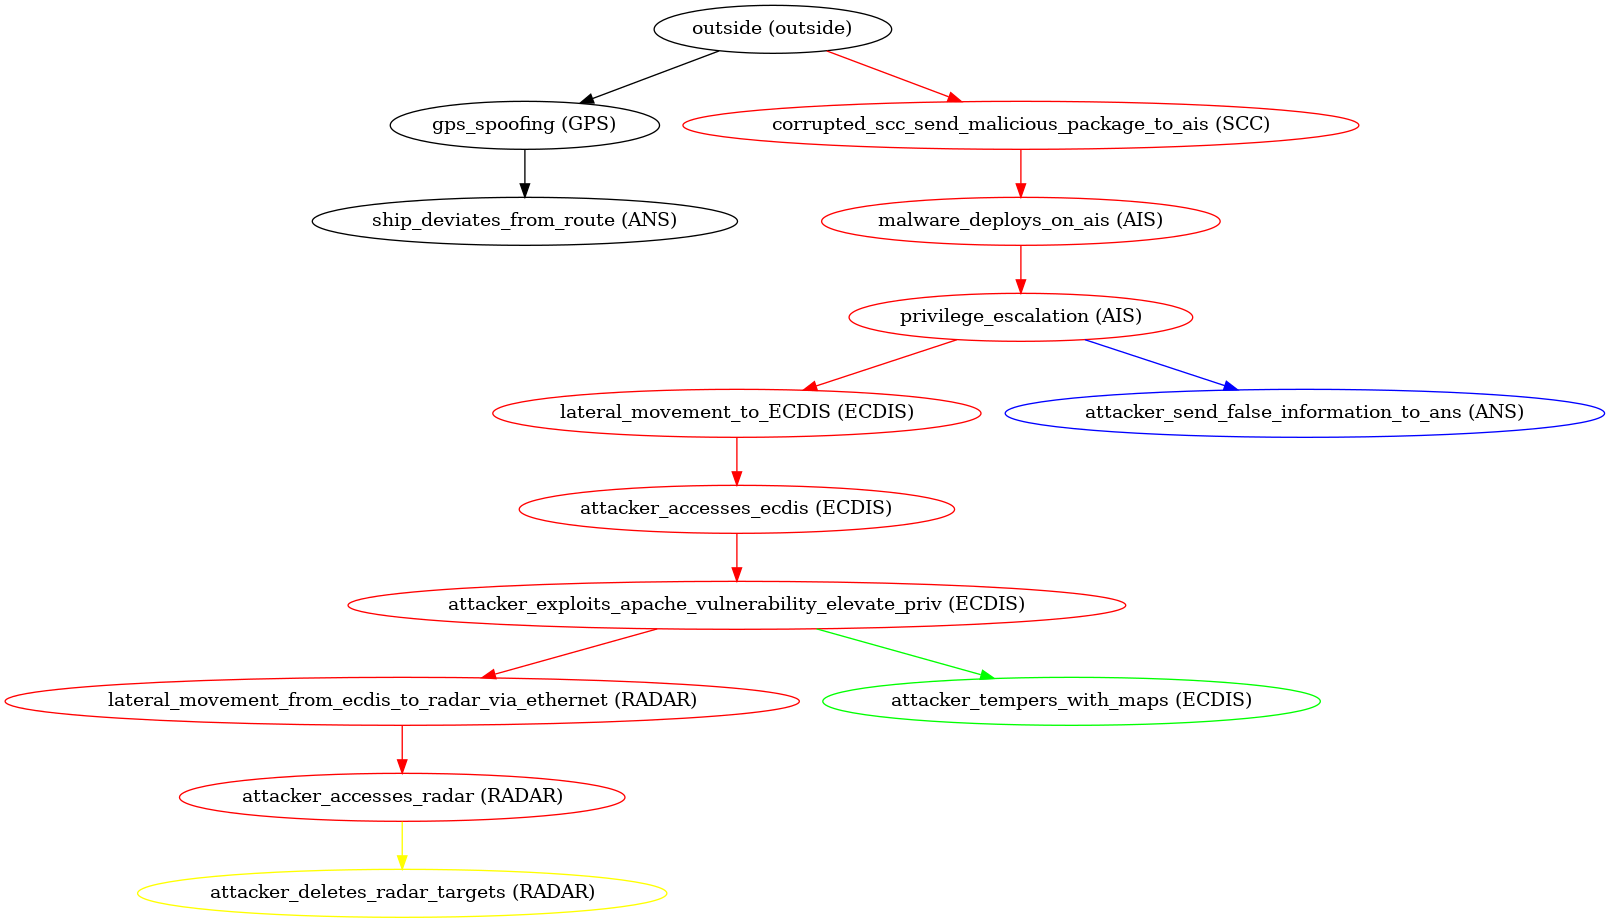 outside (outside)
gps_spoofing (GPS)
corrupted_scc_send_malicious_package_to_ais (SCC)
ship_deviates_from_route (ANS)
malware_deploys_on_ais (AIS)
privilege_escalation (AIS)
lateral_movement_to_ECDIS (ECDIS)
attacker_send_false_information_to_ans (ANS)
attacker_accesses_ecdis (ECDIS)
attacker_exploits_apache_vulnerability_elevate_priv (ECDIS)
lateral_movement_from_ecdis_to_radar_via_ethernet (RADAR)
attacker_tempers_with_maps (ECDIS)
attacker_accesses_radar (RADAR)
attacker_deletes_radar_targets (RADAR)